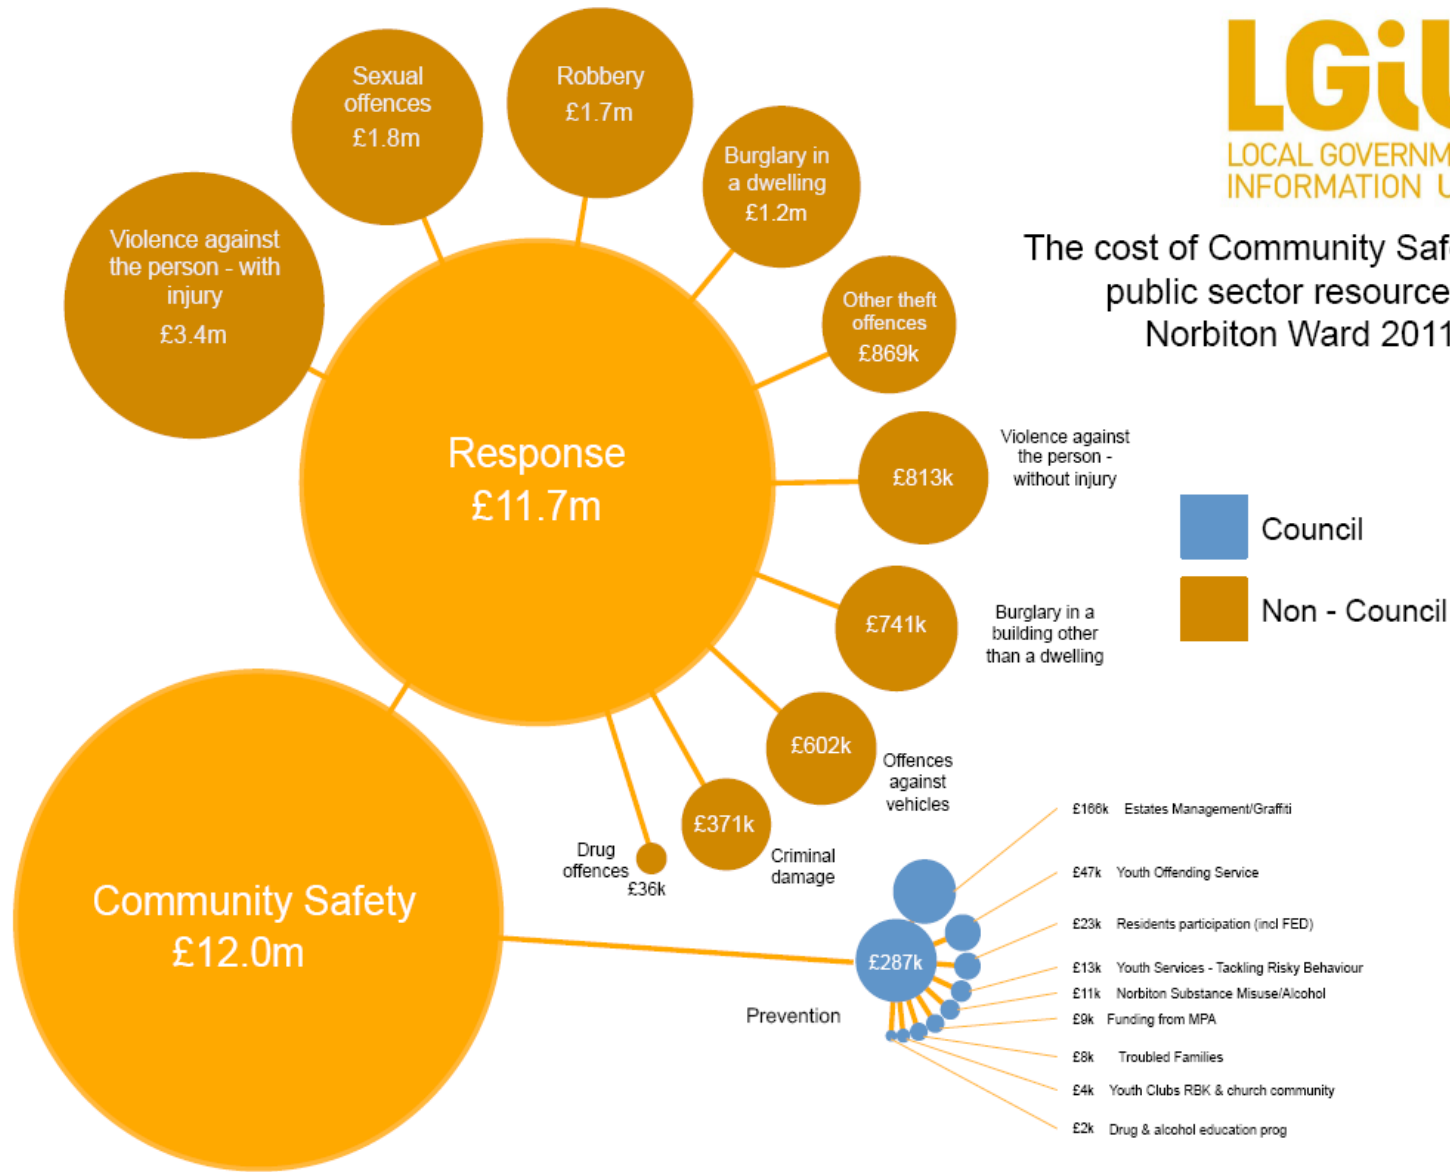 LGiU
LOCAL GOVERNM
INFORMATION U
The cost of Community Safe
public sector resource
Norbiton Ward 2011
Sexual
offences
£1.8m
Robbery
£1.7m
Burglary in
a dwelling
£1.2m
Violence against
the person - with
injury
£3.4m
Other theft
offences
£869k
Response
£11.7m
£813k
Violence against
the person -
without injury
Council
Non - Council
£741k
Burglary in a
building other
than a dwelling
£602k
Offences
against
vehicles
£371k
Criminal
damage
Drug
offences
£36k
Community Safety
£12.0m
£287k
Prevention
£166k Estates Management/Graffiti
£47k Youth Offending Service
£23k Residents participation (incl FED)
£13k Youth Services - Tackling Risky Behaviour
£11k Norbiton Substance Misuse/Alcohol
£9k Funding from MPA
£8k Troubled Families
£4k Youth Clubs RBK & church community
£2k Drug & alcohol education prog